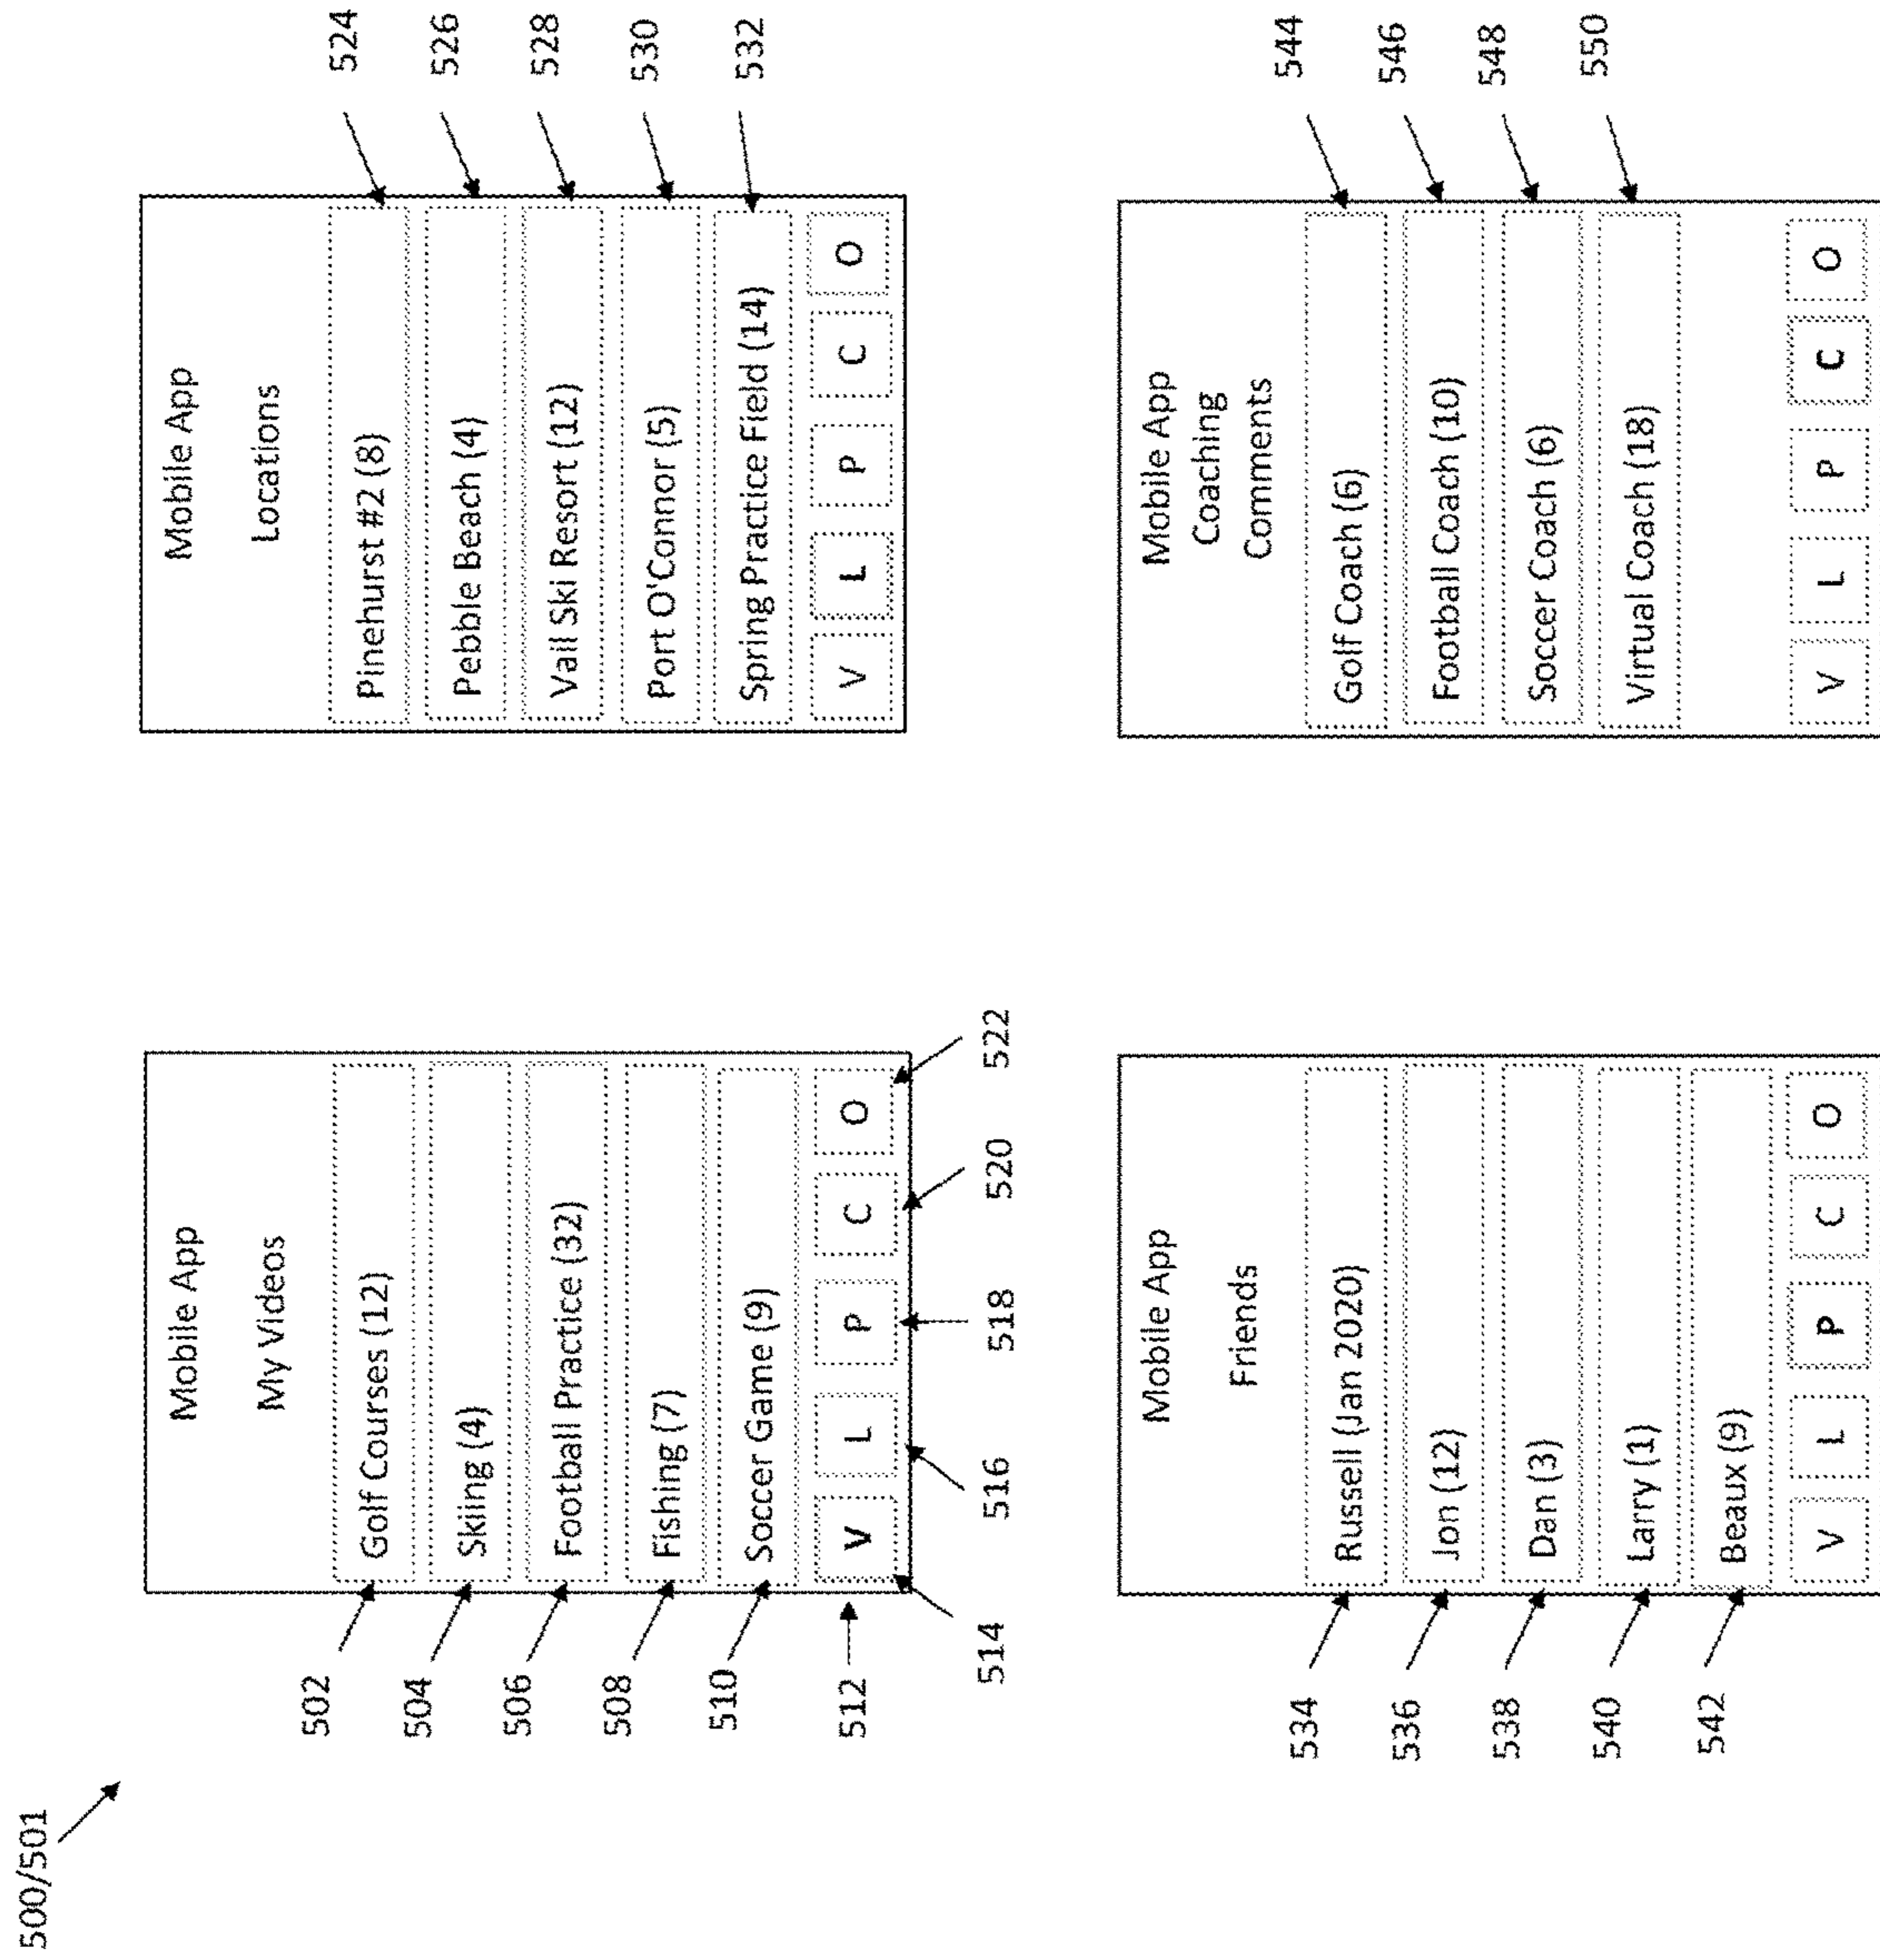 500/501
Mobile App
My Videos
502
Golf Courses (12)
504
Skiing (4)
506
Football Practice (32)
508
Fishing (7)
510
Soccer Game (9)
512
V L P C O
514 516 518 520 522
Mobile App
Locations
Pinehurst #2 (8)
524
Pebble Beach (4)
526
Vail Ski Resort (12)
528
Port O'Connor (5)
530
Spring Practice Field (14)
532
V L P C O
Mobile App
Friends
534
Russell (Jan 2020)
536
Jon (12)
538
Dan (3)
540
Larry (1)
542
Beaux (9)
V L P C O
Mobile App
Coaching
Comments
Golf Coach (6)
544
Football Coach (10)
546
Soccer Coach (6)
548
Virtual Coach (18)
550
V L P C O